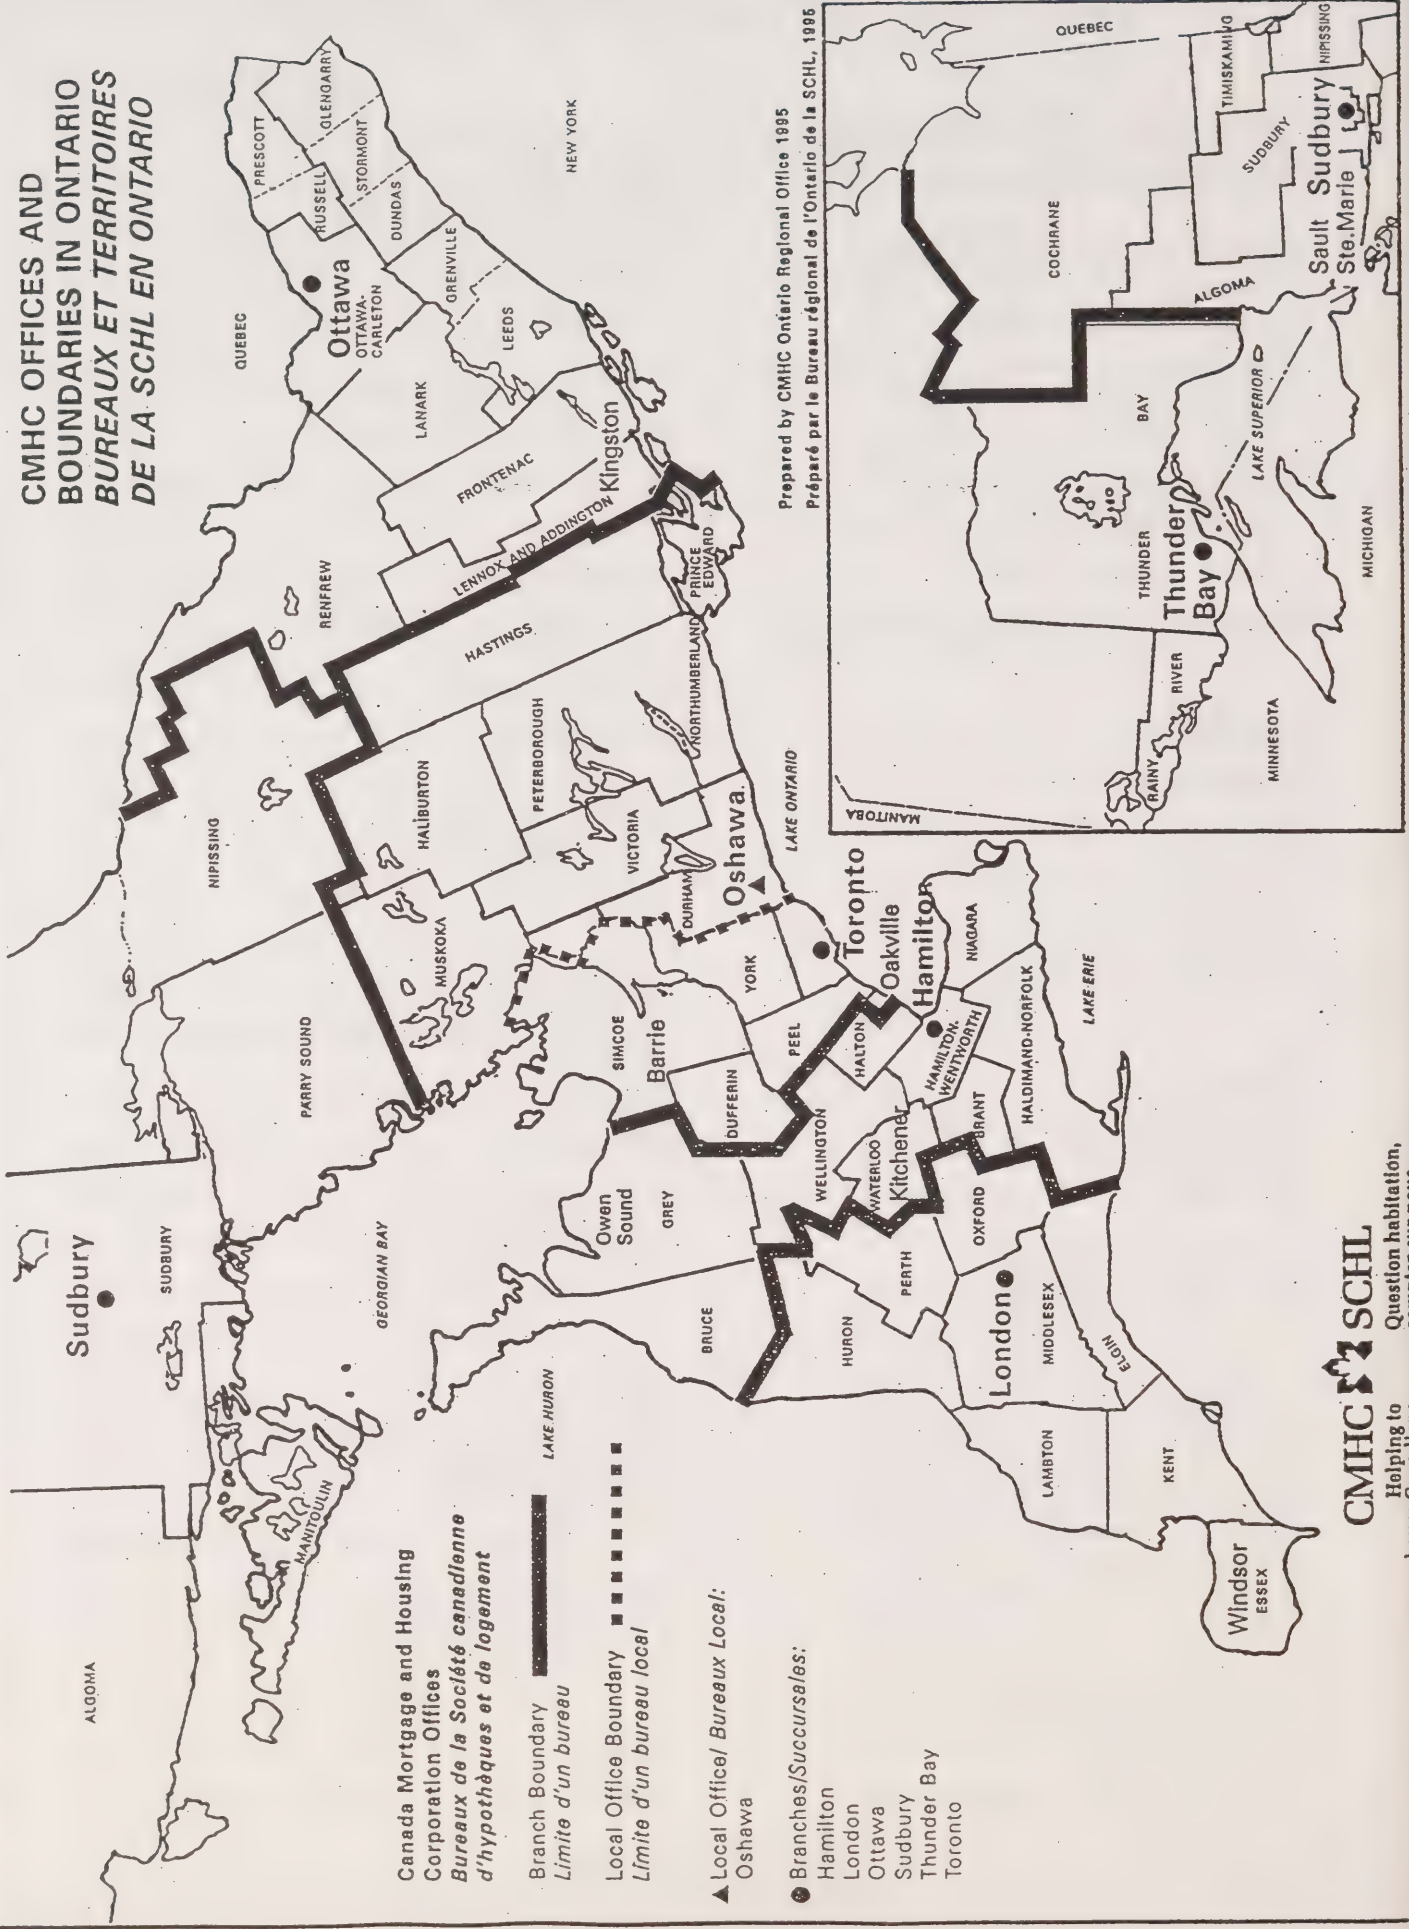 CMHC OFFICES AND
BOUNDARIES IN ONTARIO
BUREAUX ET TERRITOIRES
DE LA SCHL EN ONTARIO
Canada Mortgage and Housing
Corporation Offices
Bureaux de la Société canadienne
d'hypothèques et de logement
Branch Boundary
Limite d'un bureau
Local Office Boundary
Limite d'un bureau local
Local Office/ Bureaux Local:
Oshawa
Branches/Succursales:
Hamilton
London
Ottawa
Sudbury
Thunder Bay
Toronto
ALGOMA
MANITOULIN
Sudbury
SUDBURY
GEORGIAN BAY
LAKE HURON
PARRY SOUND
NIPISSING
MUSKOKA
HALIBURTON
RENFREW
QUEBEC
HASTINGS
LENNOX AND ADDINGTON
FRONTENAC
Kingston
LANARK
LEEDS
GRENVILLE
Ottawa
OTTAWA-
CARLETON
RUSSELL
PRESCOTT
DUNDAS
STORMONT
GLENGARRY
NEW YORK
PRINCE
EDWARD
NORTHUMBERLAND
PETERBOROUGH
VICTORIA
DURHAM
Oshawa
LAKE ONTARIO
YORK
Toronto
SIMCOE
Barrie
DUFFERIN
PEEL
HALTON
Oakville
Hamilton
HAMILTON-
WENTWORTH
NIAGARA
HALDIMAND-NORFOLK
LAKE ERIE
BRANT
WELLINGTON
WATERLOO
Kitchener
Owen
Sound
GREY
BRUCE
HURON
PERTH
OXFORD
London
MIDDLESEX
ELGIN
LAMBTON
KENT
Windsor
ESSEX
Prepared by CMHC Ontario Regional Office 1995
Préparé par le Bureau régional de l'Ontario de la SCHL, 1995
MANITOBA
RAINY
RIVER
MINNESOTA
THUNDER
BAY
Thunder
Bay
LAKE SUPERIOR
MICHIGAN
COCHRANE
ALGOMA
QUEBEC
TIMISKAMING
NIPISSING
SUDBURY
Sudbury
Sault
Ste.Marie
CMHC SCHL
Helping to
Question habitation,